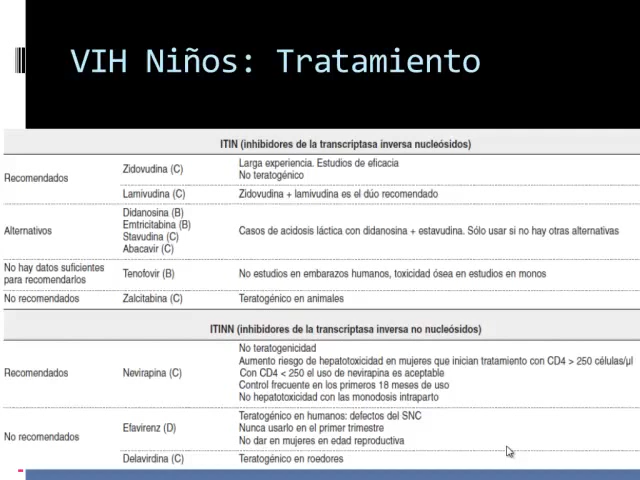 VIH Niños: Tratamiento
ITIN (inhibidores de la transcriptasa inversa nucleósidos)
Recomendados
Zidovudina (C)
Larga experiencia. Estudios de eficacia
No teratogénico
Lamivudina (C)
Zidovudina + lamivudina es el dúo recomendado
Alternativos
Didanosina (B)
Emtricitabina (B)
Stavudina (C)
Abacavir (C)
Casos de acidosis láctica con didanosina + estavudina. Sólo usar si no hay otras alternativas
No hay datos suficientes
para recomendarlos
Tenofovir (B)
No estudios en embarazos humanos, toxicidad ósea en estudios en monos
No recomendados
Zalcitabina (C)
Teratogénico en animales
ITINN (inhibidores de la transcriptasa inversa no nucleósidos)
Recomendados
Nevirapina (C)
No teratogenicidad
Aumento riesgo de hepatotoxicidad en mujeres que inician tratamiento con CD4 > 250 células/µl
Con CD4 < 250 el uso de nevirapina es aceptable
Control frecuente en los primeros 18 meses de uso
No hepatotoxicidad con las monodosis intraparto
No recomendados
Efavirenz (D)
Teratogénico en humanos: defectos del SNC
Nunca usarlo en el primer trimestre
No dar en mujeres en edad reproductiva
Delavirdina (C)
Teratogénico en roedores